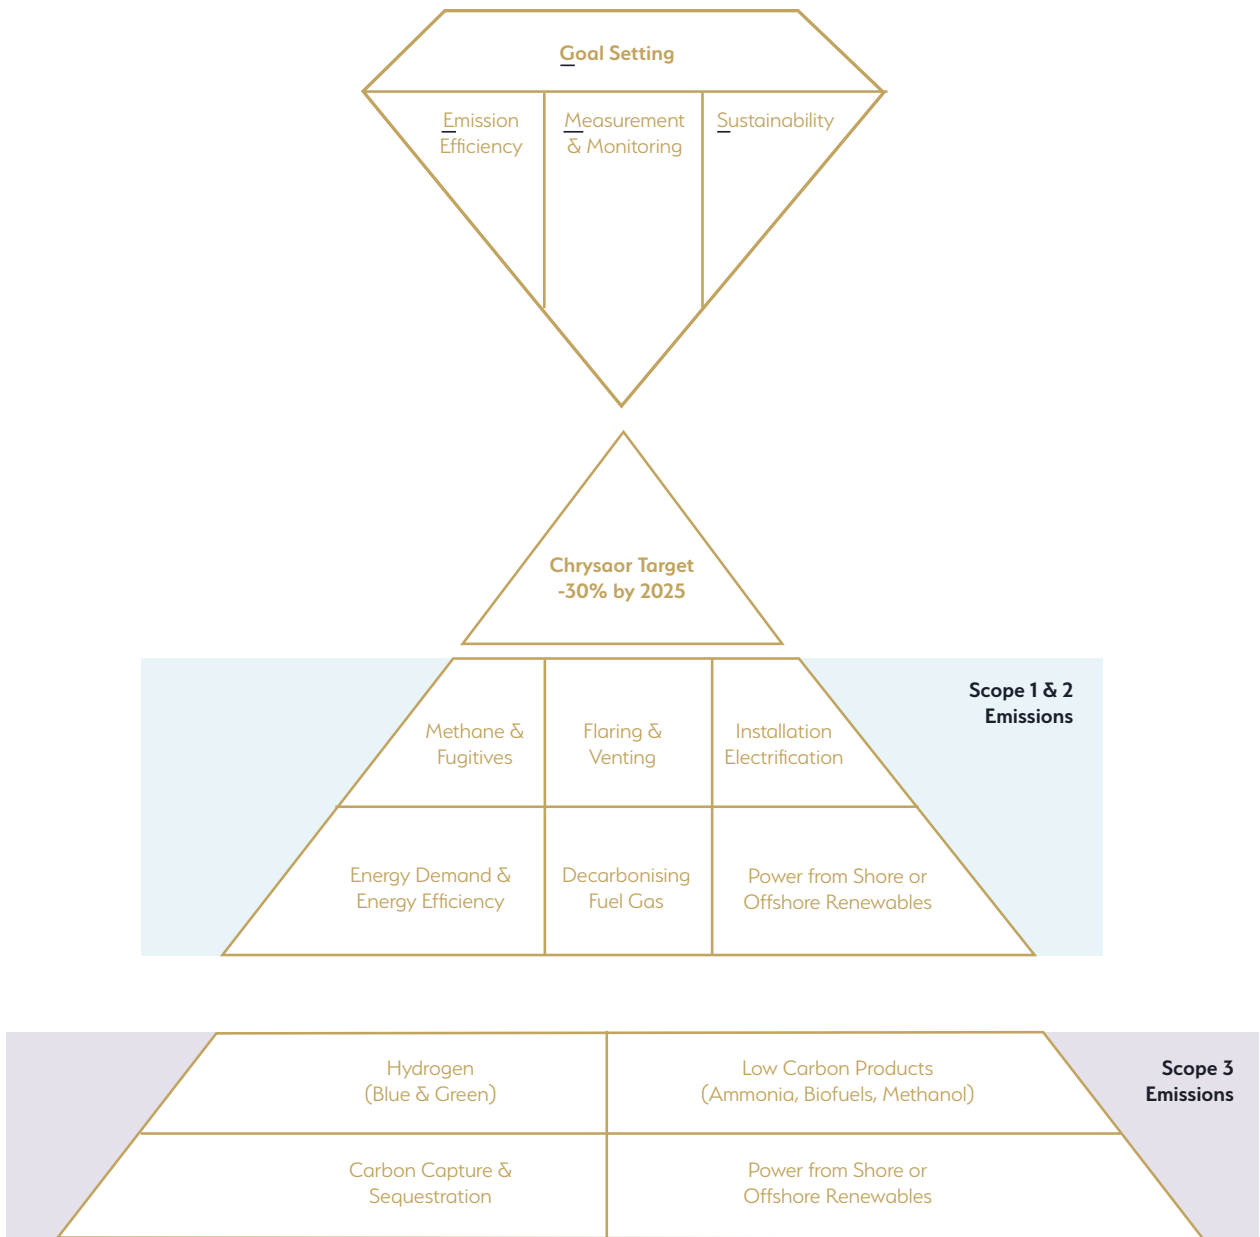 Goal Setting
Emission
Efficiency
Measurement
& Monitoring
Sustainability
Chrysaor Target
-30% by 2025
Scope 1 & 2
Emissions
Methane &
Fugitives
Flaring &
Venting
Installation
Electrification
Energy Demand &
Energy Efficiency
Decarbonising
Fuel Gas
Power from Shore or
Offshore Renewables
Scope 3
Emissions
Hydrogen
(Blue & Green)
Low Carbon Products
(Ammonia, Biofuels, Methanol)
Carbon Capture &
Sequestration
Power from Shore or
Offshore Renewables